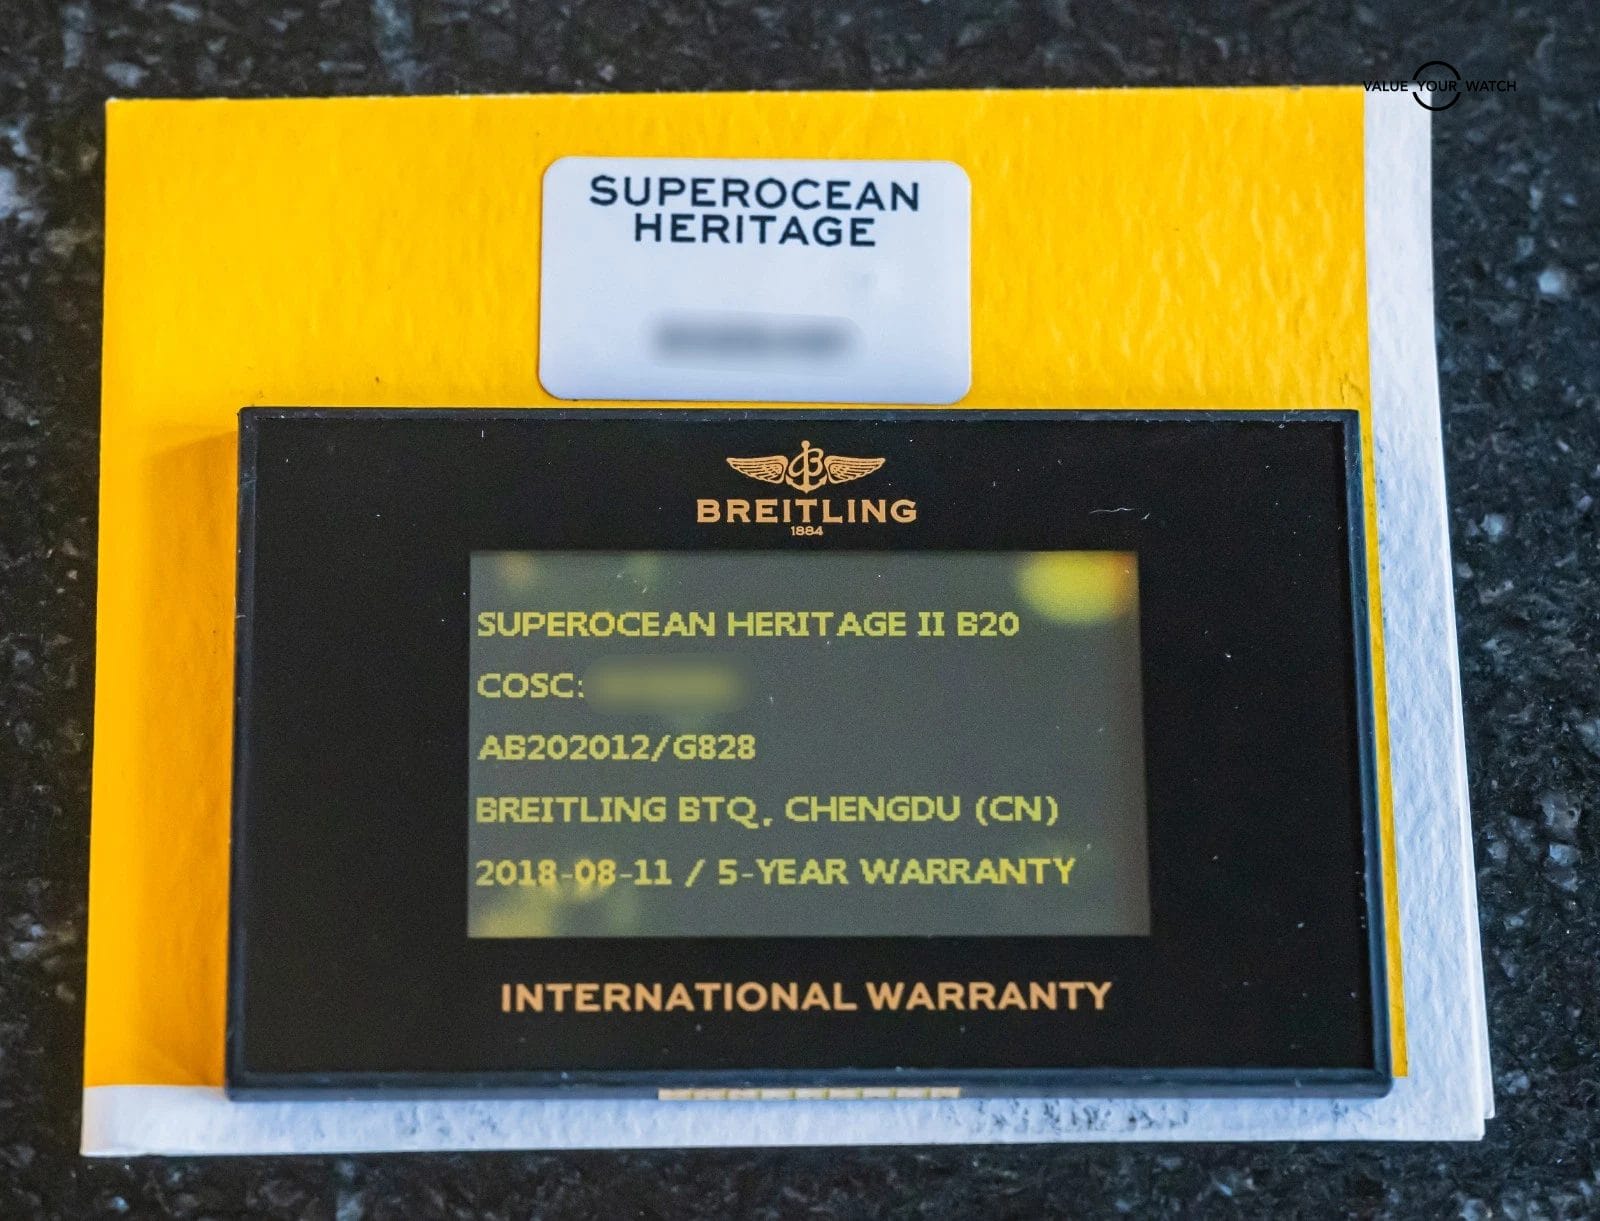 VALUE YOUR WATCH
SUPEROCEAN
HERITAGE
BREITLING
1884
SUPEROCEAN HERITAGE II B20
COSC:
AB202012/G828
BREITLING BTQ, CHENGDU (CN)
2018-08-11 / 5-YEAR WARRANTY
INTERNATIONAL WARRANTY